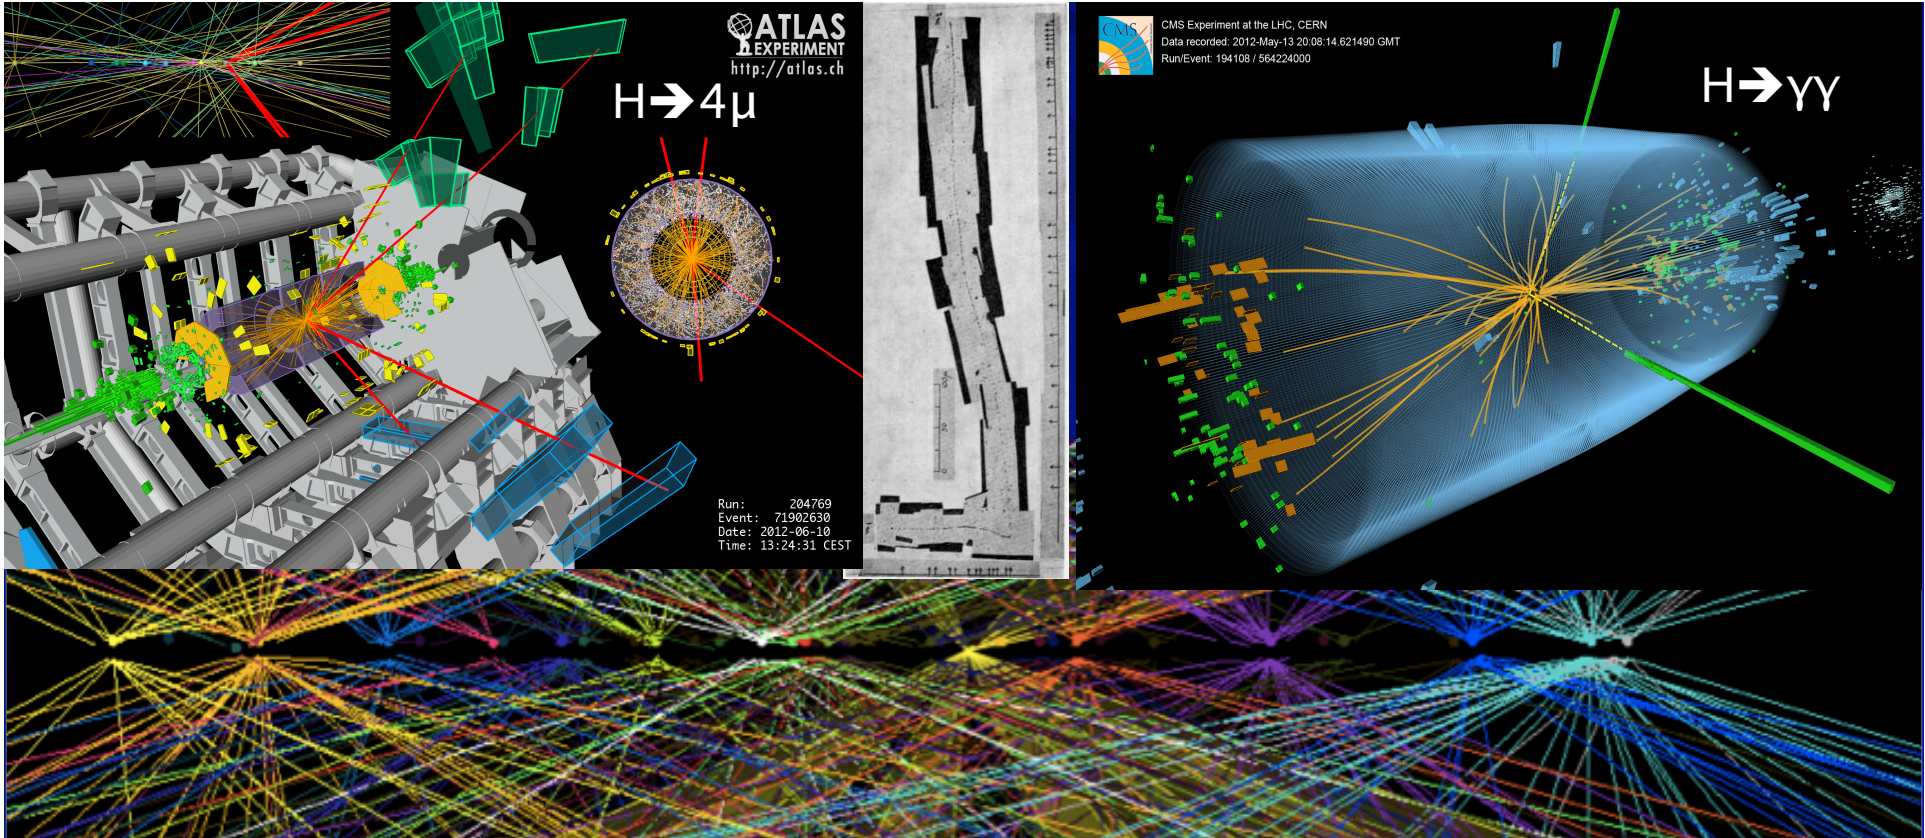 ATLAS
EXPERIMENT
http://atlas.ch
H→4μ
Run: 204769
Event: 71902630
Date: 2012-06-10
Time: 13:24:31 CEST
50
0
CMS
CMS Experiment at the LHC, CERN
Data recorded: 2012-May-13 20:08:14.621490 GMT
Run/Event: 194108 / 564224000
H→γγ